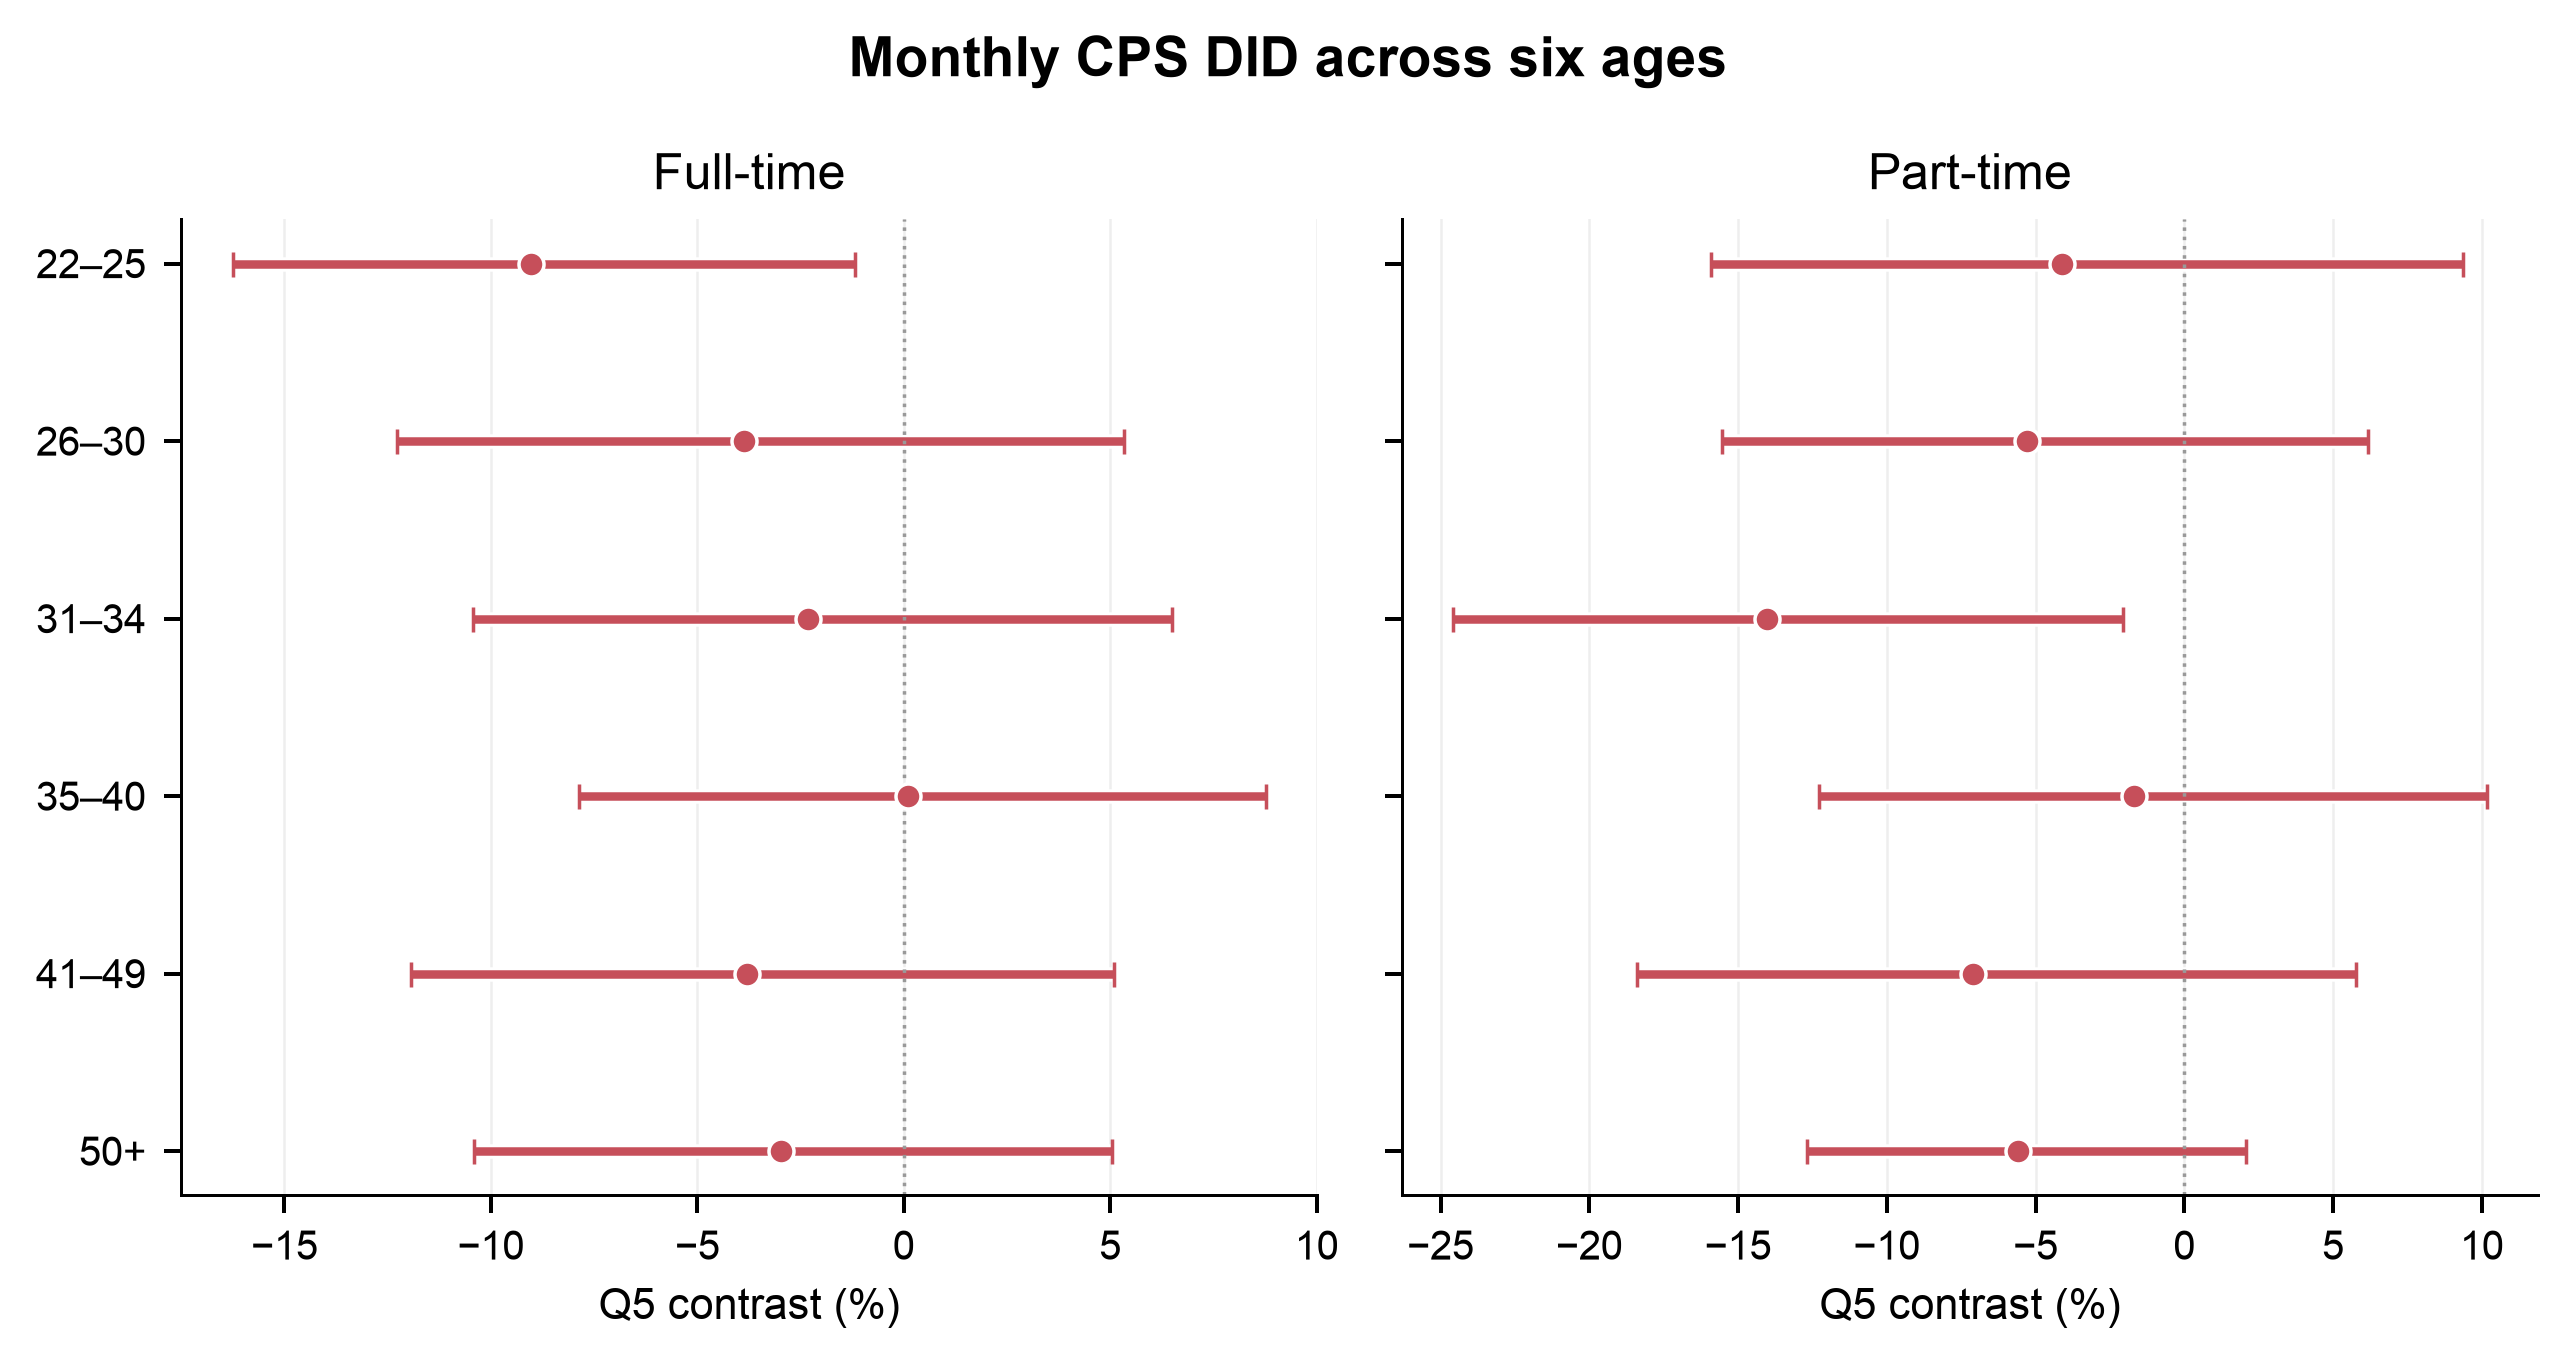 Monthly CPS DID across six ages
Full-time
Part-time
22–25
26–30
31–34
35–40
41–49
50+
−15 −10 −5 0 5 10
−25 −20 −15 −10 −5 0 5 10
Q5 contrast (%)
Q5 contrast (%)